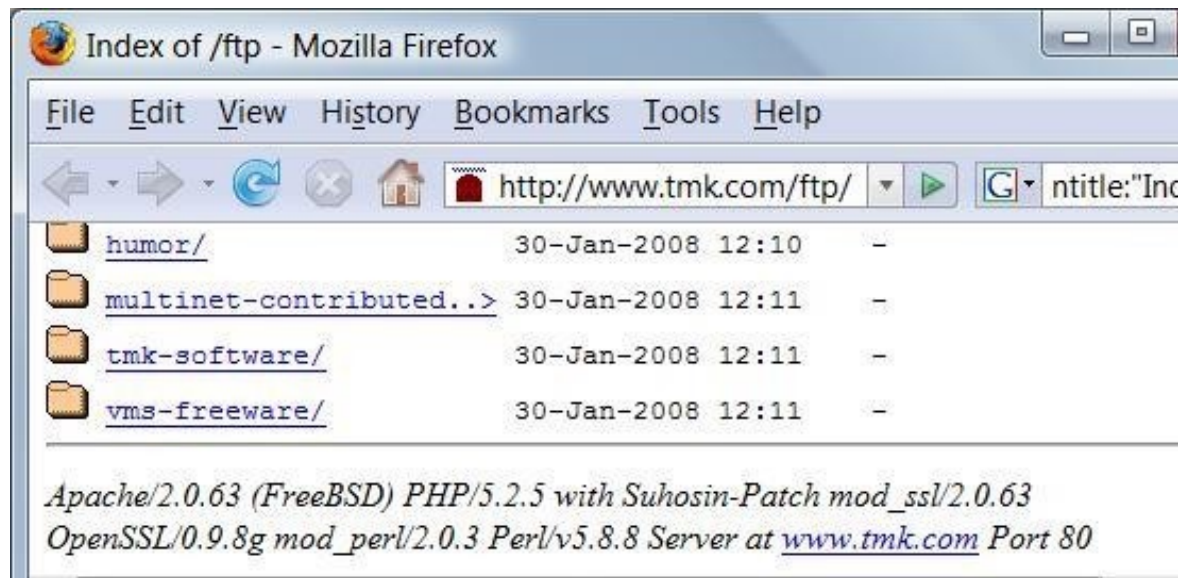 Index of /ftp - Mozilla Firefox
File Edit View History Bookmarks Tools Help
http://www.tmk.com/ftp/ G ntitle:"Inc
humor/ 30-Jan-2008 12:10 -
multinet-contributed..> 30-Jan-2008 12:11 -
tmk-software/ 30-Jan-2008 12:11 -
vms-freeware/ 30-Jan-2008 12:11 -
Apache/2.0.63 (FreeBSD) PHP/5.2.5 with Suhosin-Patch mod_ssl/2.0.63
OpenSSL/0.9.8g mod_perl/2.0.3 Perl/v5.8.8 Server at www.tmk.com Port 80